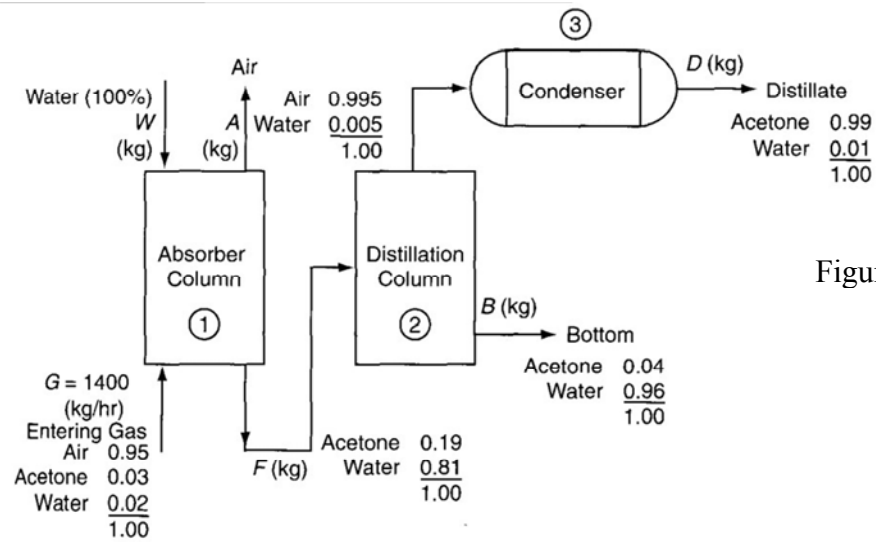 3
Condenser
D (kg)
Distillate
Acetone 0.99
Water 0.01
1.00
Air
Water (100%)
W
(kg)
A
(kg)
Air 0.995
Water 0.005
1.00
Absorber
Column
1
Distillation
Column
2
B (kg)
Bottom
Acetone 0.04
Water 0.96
1.00
G = 1400
(kg/hr)
Entering Gas
Air 0.95
Acetone 0.03
Water 0.02
1.00
F (kg)
Acetone 0.19
Water 0.81
1.00